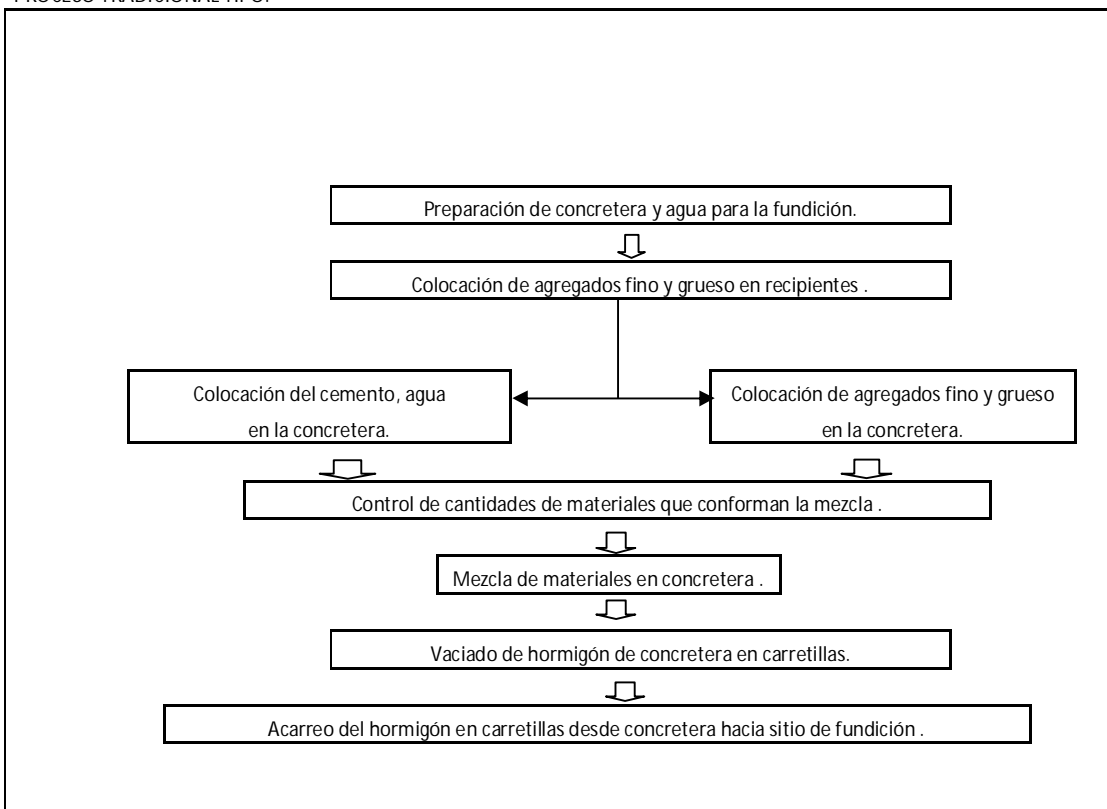 Preparación de concretera y agua para la fundición.
Colocación de agregados fino y grueso en recipientes .
Colocación del cemento, agua
en la concretera.
Colocación de agregados fino y grueso
en la concretera.
Control de cantidades de materiales que conforman la mezcla .
Mezcla de materiales en concretera .
Vaciado de hormigón de concretera en carretillas.
Acarreo del hormigón en carretillas desde concretera hacia sitio de fundición .